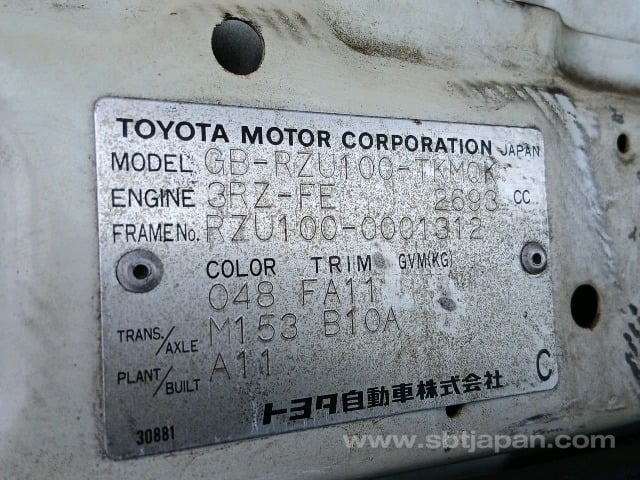 TOYOTA MOTOR CORPORATION JAPAN
MODEL GB-RZU100-TKMQK
ENGINE 3RZ-FE 2693 CC
FRAME No. RZU100-0001312
COLOR TRIM GVM(KG)
048 FA11
TRANS./AXLE M153 B10A
PLANT/BUILT A11
トヨタ自動車株式会社 C
30881
www.sbtjapan.com